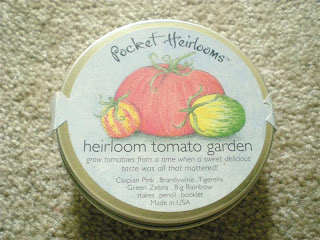 Pocket Heirlooms™
heirloom tomato garden
grow tomatoes from a time when a sweet delicious
taste was all that mattered!
Caspian Pink . Brandywine . Tigerella
Green Zebra . Big Rainbow
stakes . pencil . booklet
Made in USA